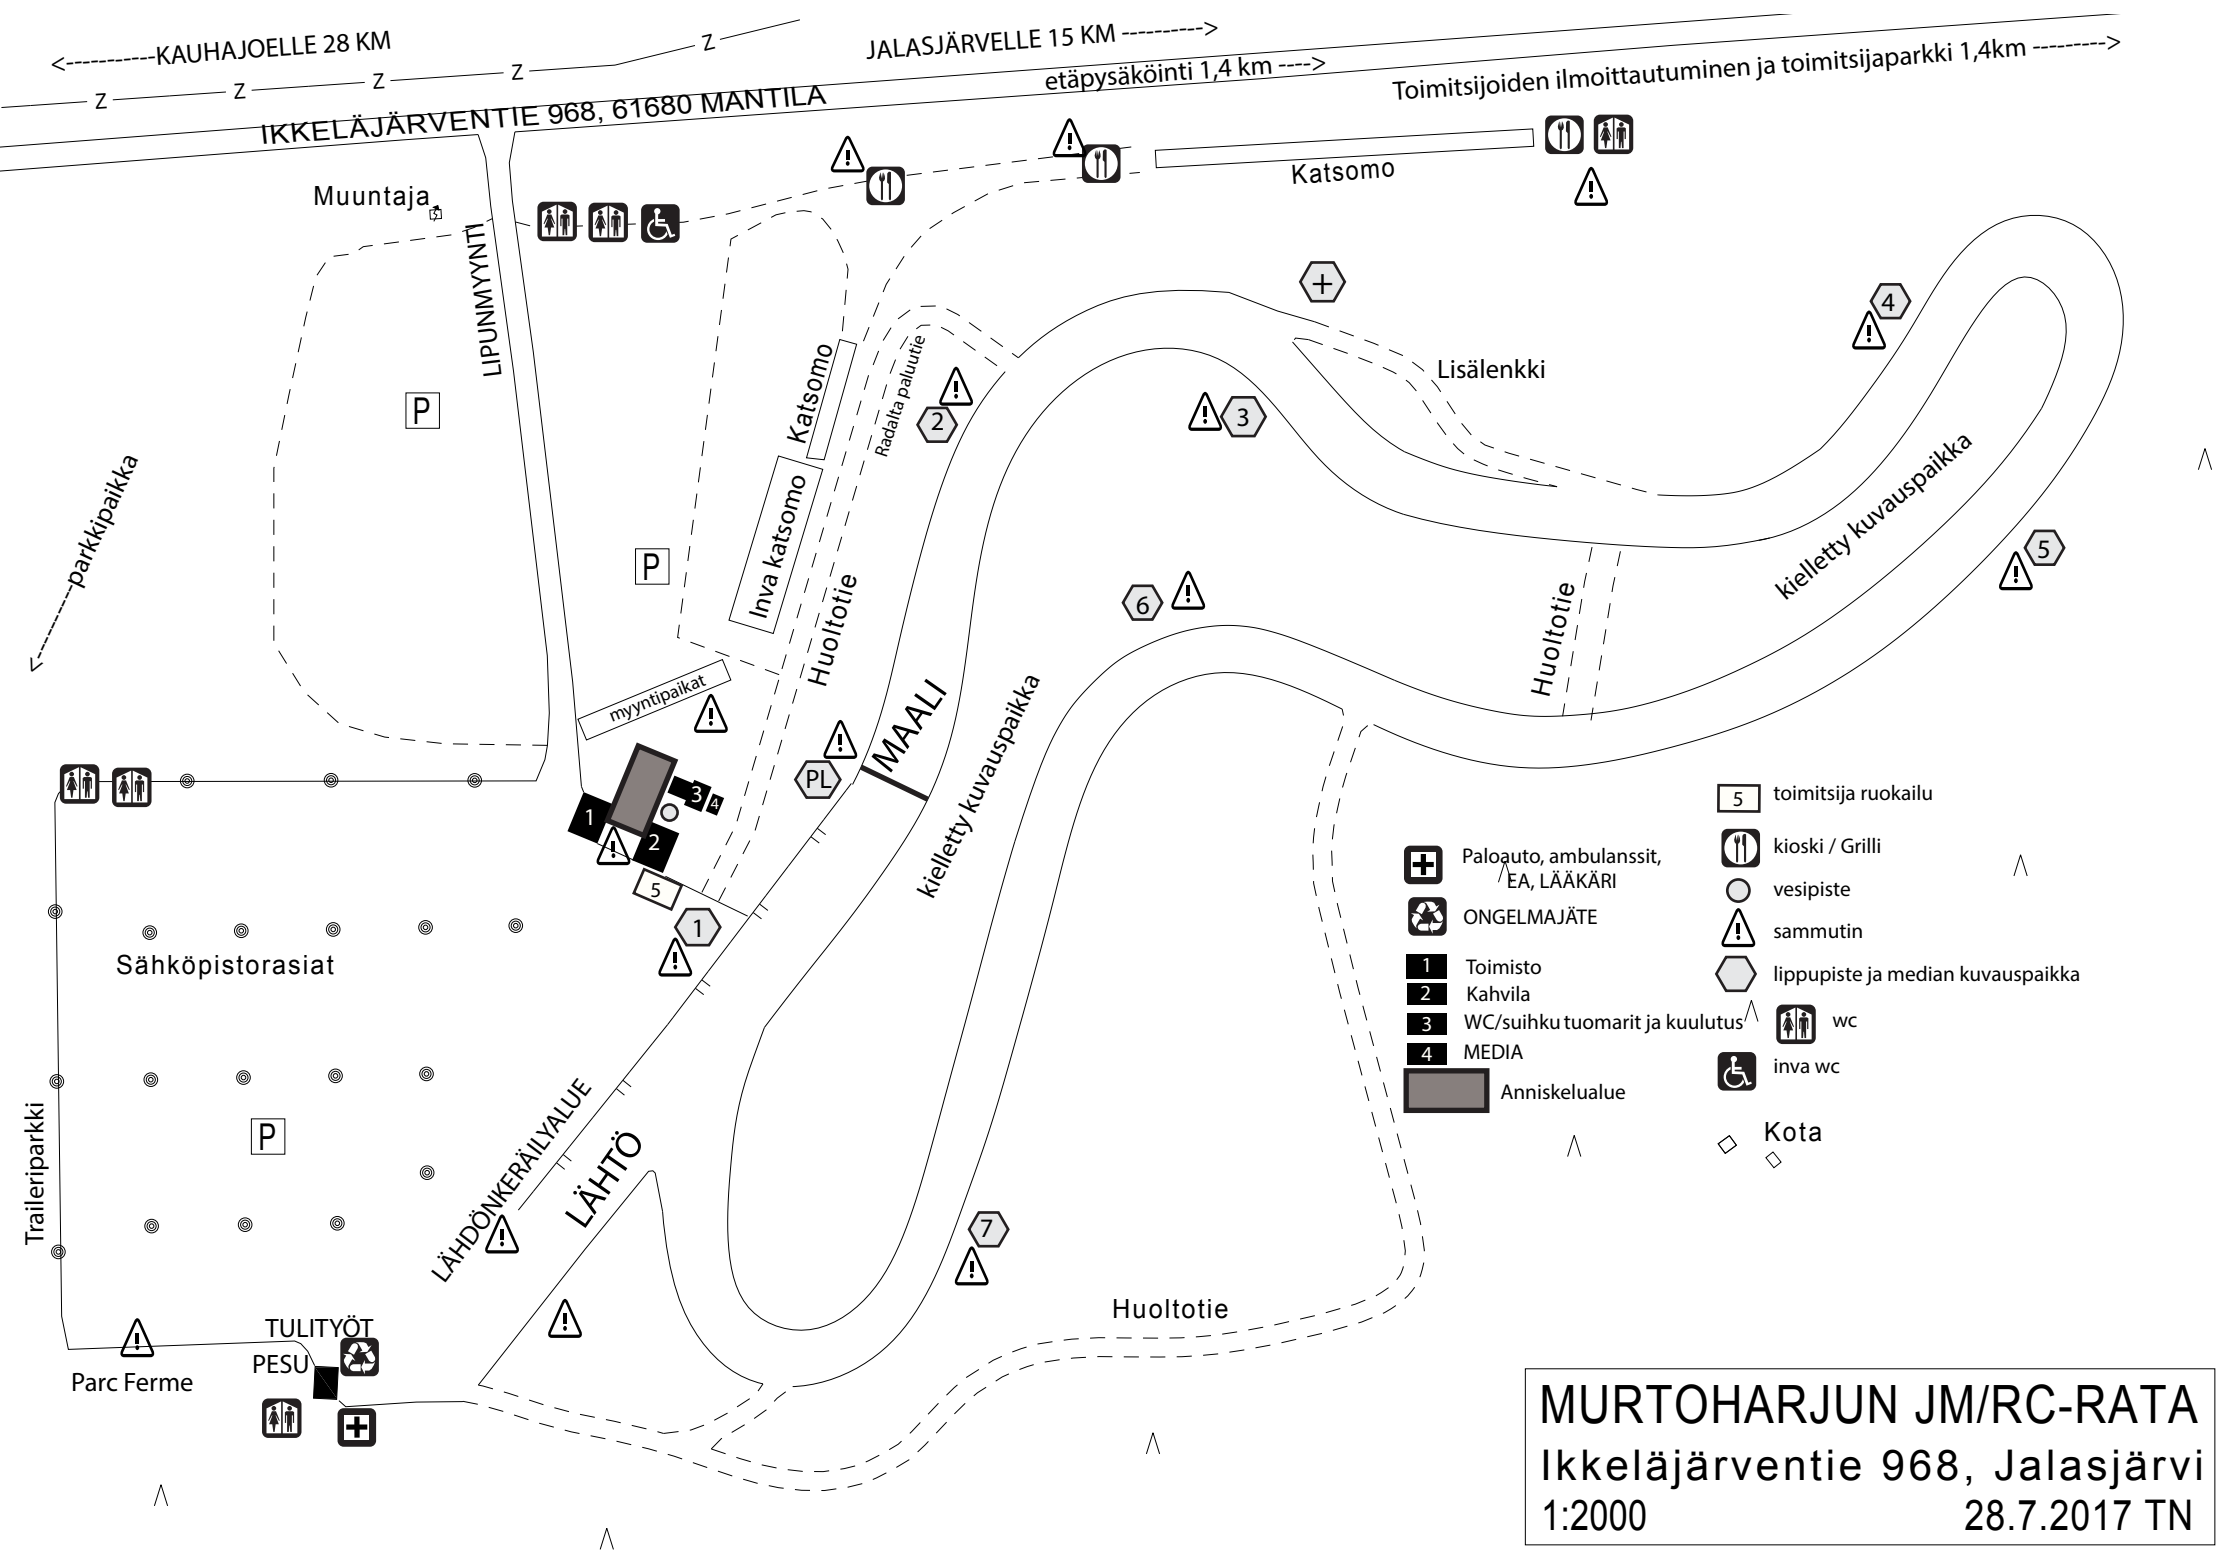 <-----------KAUHAJOELLE 28 KM
JALASJÄRVELLE 15 KM ---------->
Z Z Z Z Z
etäpysäköinti 1,4 km ---->
Toimitsijoiden ilmoittautuminen ja toimitsijaparkki 1,4km --------->
IKKELÄJÄRVENTIE 968, 61680 MANTILA
Katsomo
Muuntaja
LIPUNMYYNTI
+
4
Lisälenkki
Radalta paluutie
Katsomo
P
2
3
<---------parkkipaikka
Inva katsomo
P
Huoltotie
kielletty kuvauspaikka
5
6
Huoltotie
myyntipaikat
MAALI
kielletty kuvauspaikka
PL
3
4
1
2
5
1
Sähköpistorasiat
5 toimitsija ruokailu
kioski / Grilli
Paloauto, ambulanssit,
EA, LÄÄKÄRI
vesipiste
ONGELMAJÄTE
sammutin
1 Toimisto
lippupiste ja median kuvauspaikka
2 Kahvila
3 WC/suihku tuomarit ja kuulutus
wc
4 MEDIA
inva wc
Anniskelualue
Kota
P
Traileriparkki
LÄHDÖNKERÄILYALUE
LÄHTÖ
7
Huoltotie
TULITYÖT
PESU
Parc Ferme
MURTOHARJUN JM/RC-RATA
Ikkeläjärventie 968, Jalasjärvi
1:2000 28.7.2017 TN